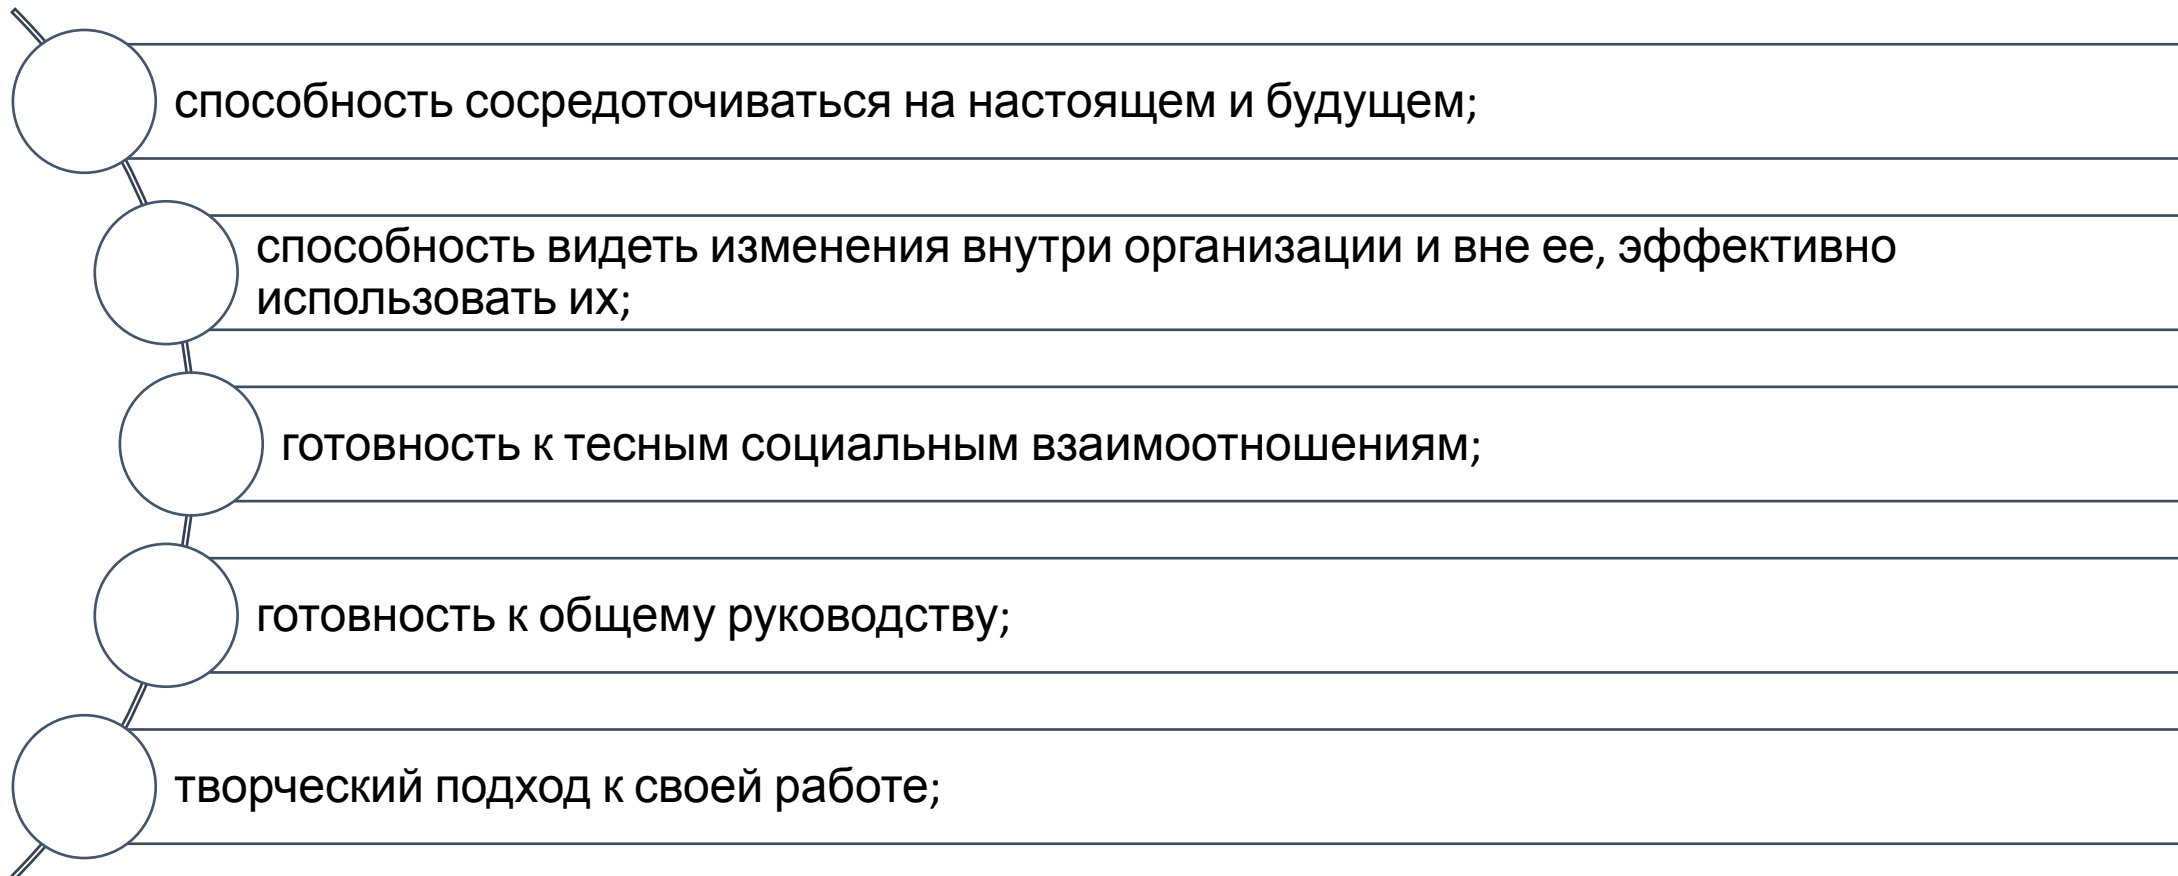 способность сосредоточиваться на настоящем и будущем;
способность видеть изменения внутри организации и вне ее, эффективно
использовать их;
готовность к тесным социальным взаимоотношениям;
готовность к общему руководству;
творческий подход к своей работе;